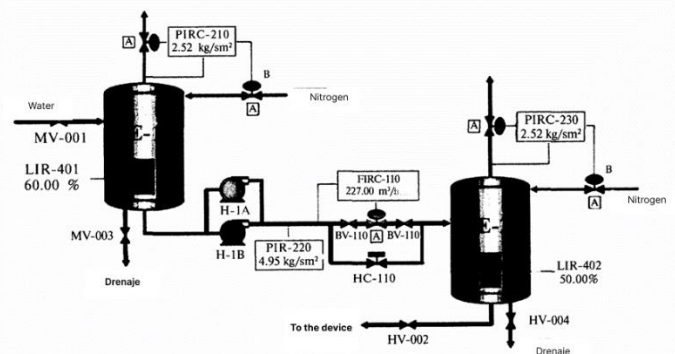 PIRC-210
2.52 kg/sm²
A
B
A
Nitrogen
Water
MV-001
E-
LIR-401
60.00 %
PIRC-230
2.52 kg/sm²
A
B
A
Nitrogen
H-1A
FIRC-110
227.00 m³/h
MV-003
H-1B
BV-110
A
BV-110
E-
PIR-220
4.95 kg/sm²
HC-110
LIR-402
50.00%
Drenaje
To the device
HV-002
HV-004
Drenaje